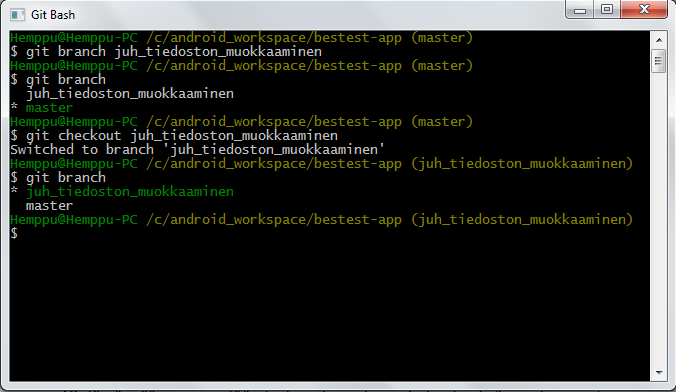 Git Bash
Hemppu@Hemppu-PC /c/android_workspace/bestest-app (master)
$ git branch juh_tiedoston_muokkaaminen
Hemppu@Hemppu-PC /c/android_workspace/bestest-app (master)
$ git branch
  juh_tiedoston_muokkaaminen
* master
Hemppu@Hemppu-PC /c/android_workspace/bestest-app (master)
$ git checkout juh_tiedoston_muokkaaminen
Switched to branch 'juh_tiedoston_muokkaaminen'
Hemppu@Hemppu-PC /c/android_workspace/bestest-app (juh_tiedoston_muokkaaminen)
$ git branch
* juh_tiedoston_muokkaaminen
  master
Hemppu@Hemppu-PC /c/android_workspace/bestest-app (juh_tiedoston_muokkaaminen)
$